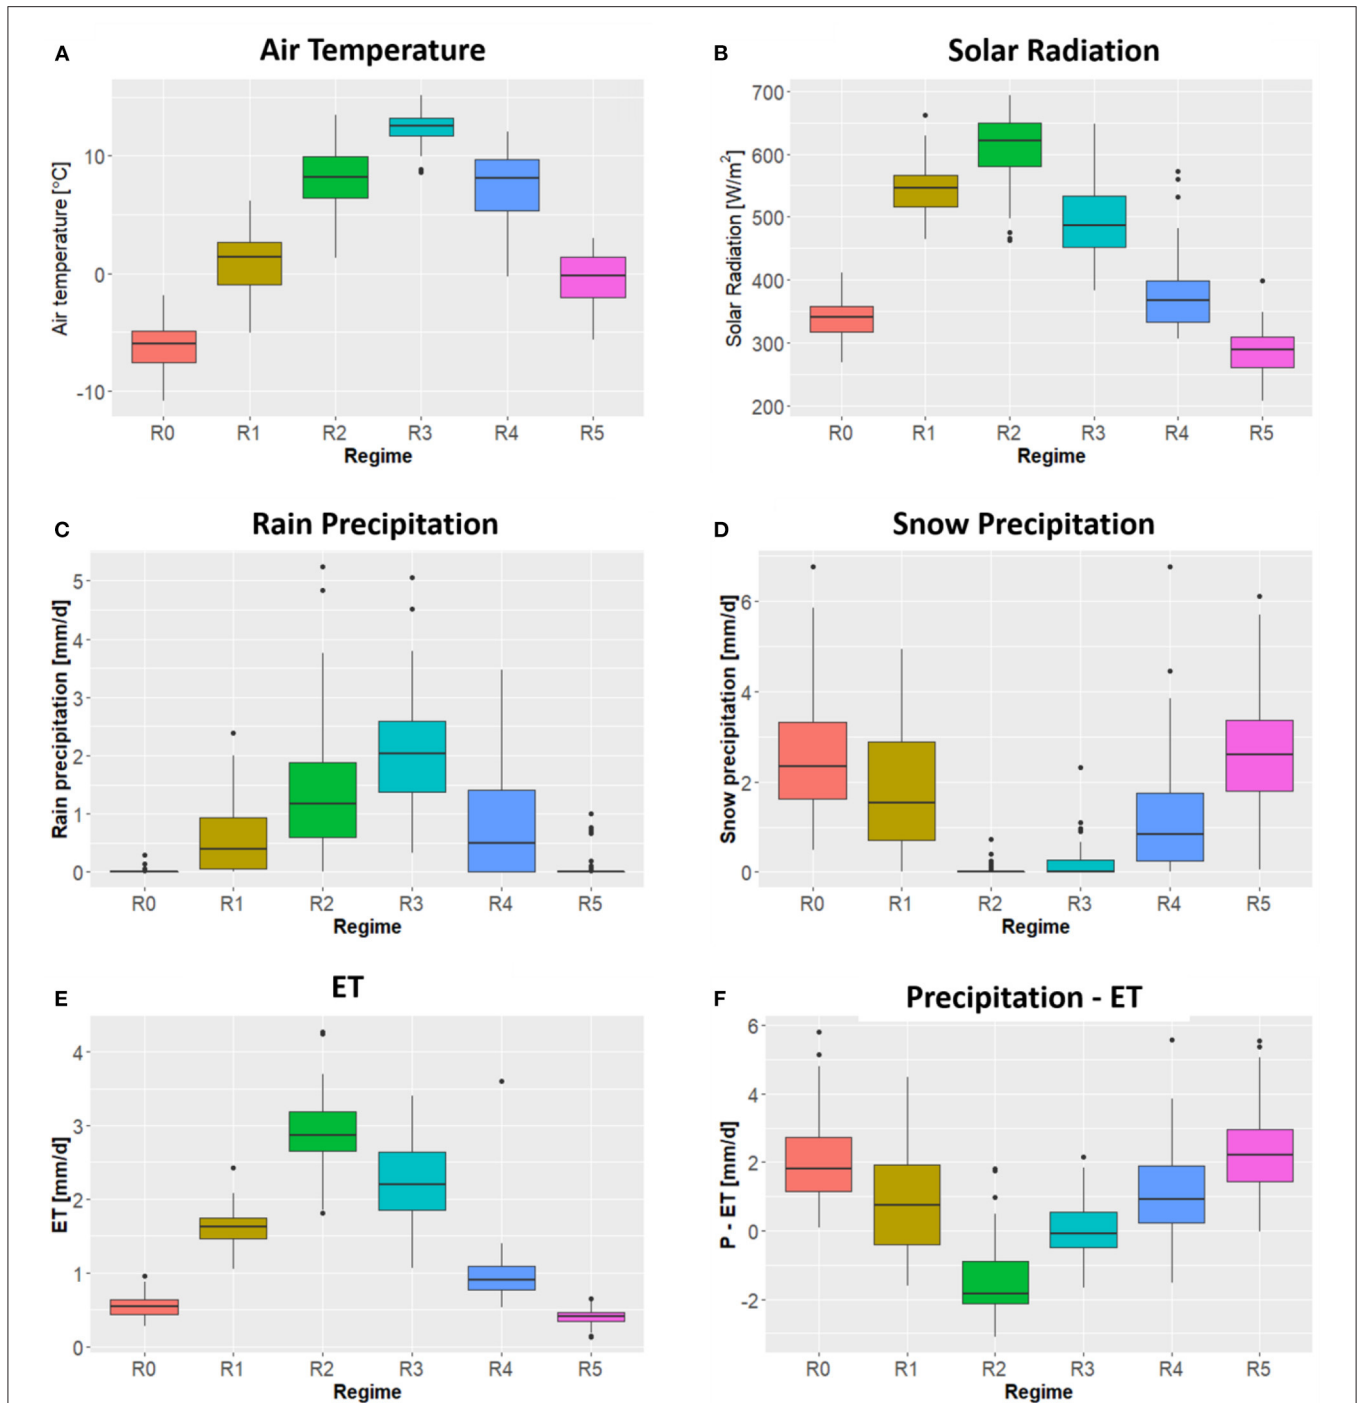 A
Air Temperature
Air temperature [°C]
10
0
-10
R0 R1 R2 R3 R4 R5
Regime
B
Solar Radiation
Solar Radiation [W/m²]
700
600
500
400
300
200
R0 R1 R2 R3 R4 R5
Regime
C
Rain Precipitation
Rain precipitation [mm/d]
5
4
3
2
1
0
R0 R1 R2 R3 R4 R5
Regime
D
Snow Precipitation
Snow precipitation [mm/d]
6
4
2
0
R0 R1 R2 R3 R4 R5
Regime
E
ET
ET [mm/d]
4
3
2
1
0
R0 R1 R2 R3 R4 R5
Regime
F
Precipitation - ET
P - ET [mm/d]
6
4
2
0
-2
R0 R1 R2 R3 R4 R5
Regime